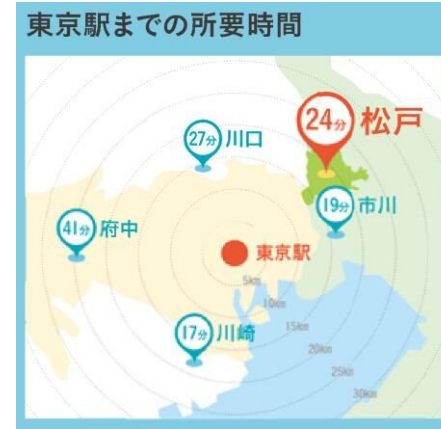 東京駅までの所要時間
24分 松戸
27分 川口
19分 市川
41分 府中
東京駅
5km
10km
15km
17分 川崎
20km
25km
30km